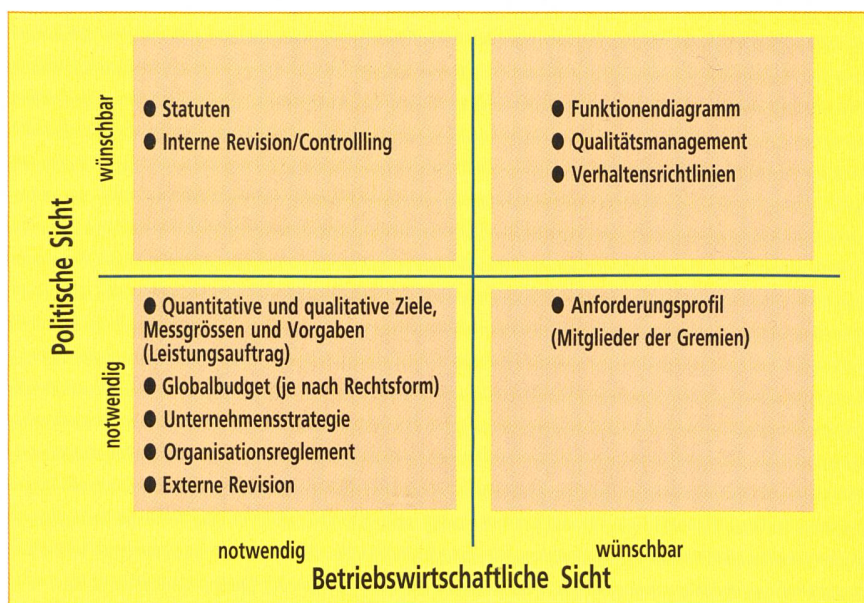 Politische Sicht
wünschbar
● Statuten
● Interne Revision/Controllling
● Funktionendiagramm
● Qualitätsmanagement
● Verhaltensrichtlinien
notwendig
● Quantitative und qualitative Ziele,
Messgrössen und Vorgaben
(Leistungsauftrag)
● Globalbudget (je nach Rechtsform)
● Unternehmensstrategie
● Organisationsreglement
● Externe Revision
● Anforderungsprofil
(Mitglieder der Gremien)
notwendig
wünschbar
Betriebswirtschaftliche Sicht